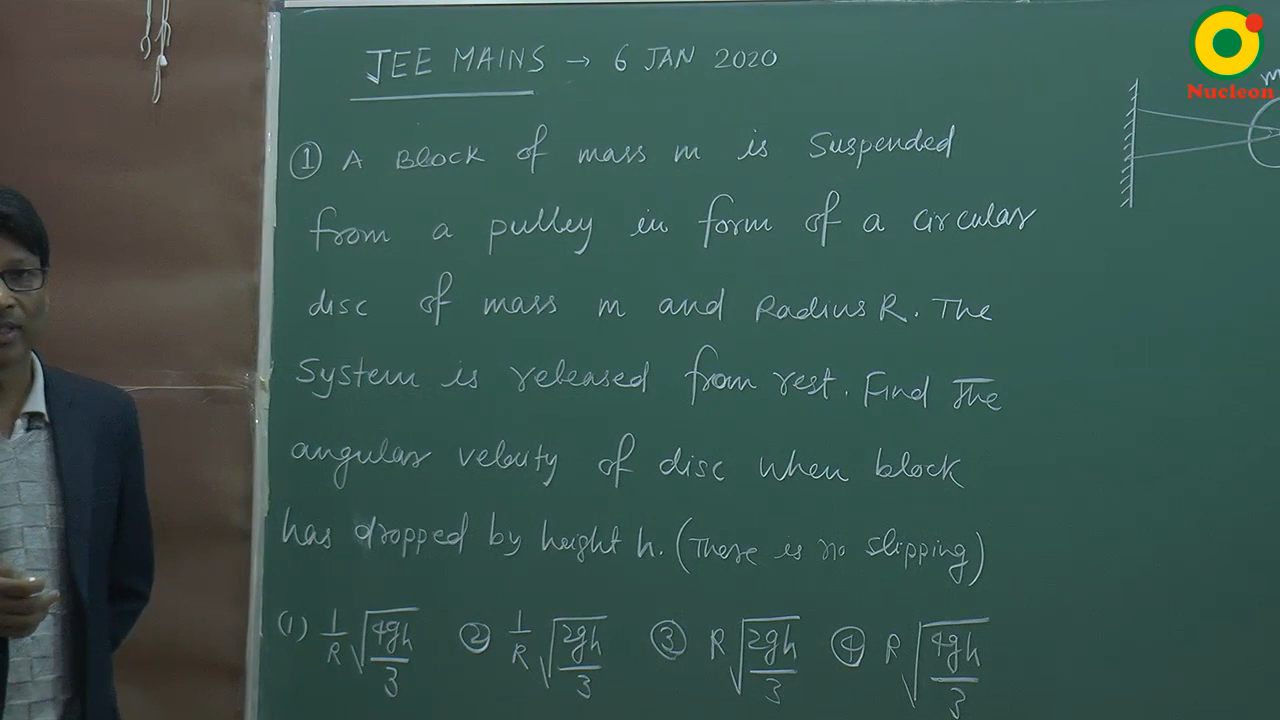 JEE MAINS → 6 JAN 2020
Nucleon
m
① A Block of mass m is Suspended
from a pulley in form of a circular
disc of mass m and Radius R. The
System is released from rest. Find The
angular velocity of disc when block
has dropped by height h. (There is no slipping)
(1) 1/R √(4gh/3) ② 1/R √(2gh/3) ③ R √(2gh/3) ④ R √(4gh/3)